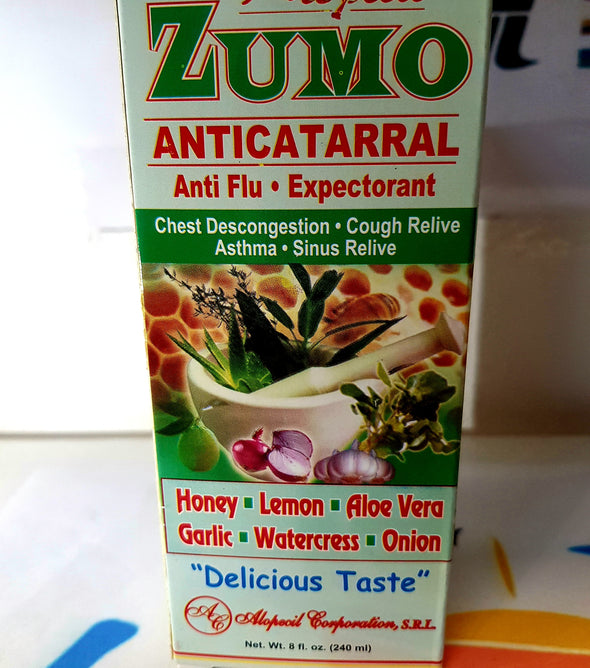 ZUMO
ANTICATARRAL
Anti Flu • Expectorant
Chest Descongestion • Cough Relive
Asthma • Sinus Relive
Honey ▪ Lemon ▪ Aloe Vera
Garlic ▪ Watercress ▪ Onion
"Delicious Taste"
AC Alopecil Corporation, S.R.L.
Net. Wt. 8 fl. oz. (240 ml)